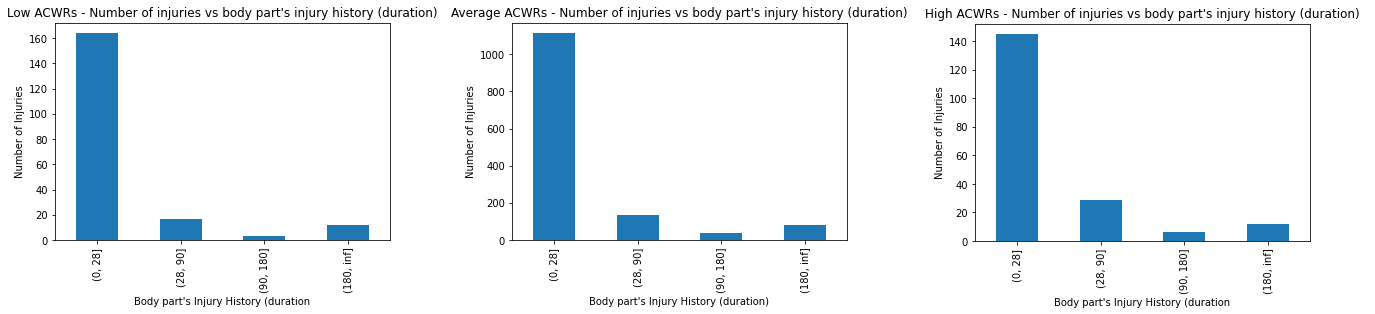 Low ACWRs - Number of injuries vs body part's injury history (duration)
Average ACWRs - Number of injuries vs body part's injury history (duration)
High ACWRs - Number of injuries vs body part's injury history (duration)
160
140
120
100
80
60
40
20
0
Number of Injuries
(0, 28]
(28, 90]
(90, 180]
(180, inf]
Body part's Injury History (duration
1000
800
600
400
200
0
Number of Injuries
(0, 28]
(28, 90]
(90, 180]
(180, inf]
Body part's Injury History (duration)
140
120
100
80
60
40
20
0
Number of Injuries
(0, 28]
(28, 90]
(90, 180]
(180, inf]
Body part's Injury History (duration